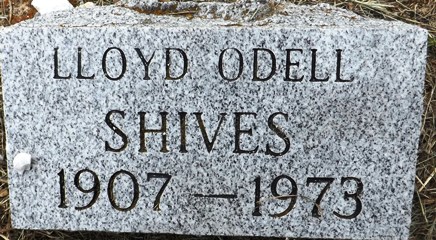 LLOYD ODELL
SHIVES
1907 — 1973